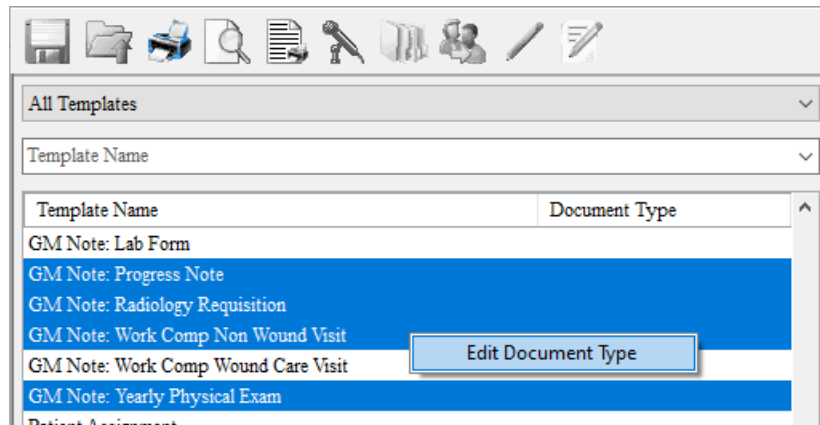 All Templates
Template Name
Template Name Document Type
GM Note: Lab Form
GM Note: Progress Note
GM Note: Radiology Requisition
GM Note: Work Comp Non Wound Visit
Edit Document Type
GM Note: Work Comp Wound Care Visit
GM Note: Yearly Physical Exam
Patient Assignment